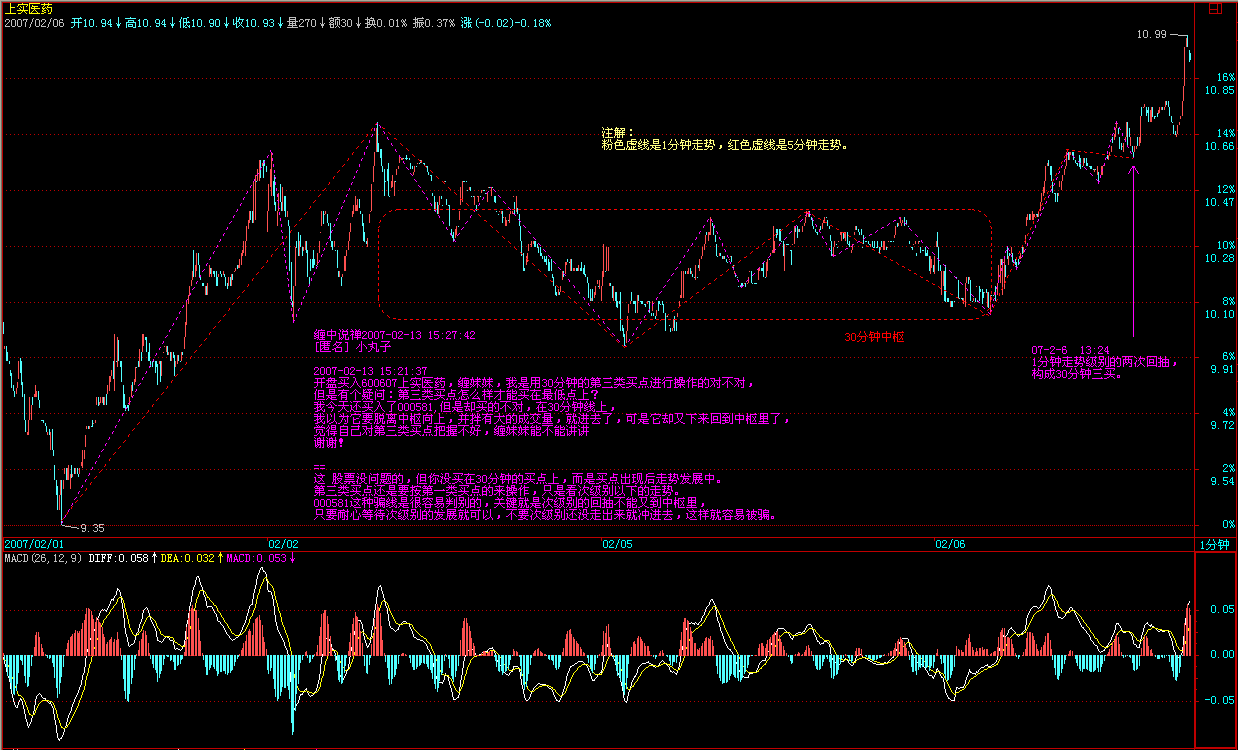 上实医药
2007/02/06 开10.94↓高10.94↓低10.90↓收10.93↓量270↓额30↓换0.01% 振0.37% 涨(-0.02)-0.18%
10.99
16%
10.85
注解：
粉色虚线是1分钟走势，红色虚线是5分钟走势。
14%
10.66
12%
10.47
10%
10.28
8%
10.10
缠中说禅2007-02-13 15:27:42
[匿名] 小丸子
30分钟中枢
07-2-6 13:24
1分钟走势级别的两次回抽，
构成30分钟三买。
6%
9.91
2007-02-13 15:21:37
开盘买入600607上实医药，缠妹妹，我是用30分钟的第三类买点进行操作的对不对，
但是有个疑问：第三类买点怎么样才能买在最低点上？
我今天还买入了000581,但是却买的不对，在30分钟线上，
我以为它要脱离中枢向上，并拌有大的成交量，就进去了，可是它却又下来回到中枢里了，
觉得自己对第三类买点把握不好，缠妹妹能不能讲讲
谢谢！
4%
9.72
==
这 股票没问题的，但你没买在30分钟的买点上，而是买点出现后走势发展中。
第三类买点还是要按第一类买点的来操作，只是看次级别以下的走势。
000581这种骗线是很容易判别的，关键就是次级别的回抽不能又到中枢里，
只要耐心等待次级别的发展就可以，不要次级别还没走出来就冲进去，这样就容易被骗。
2%
9.54
9.35
0%
2007/02/01 02/02 02/05 02/06 1分钟
MACD(26,12,9) DIFF:0.058↑DEA:0.032↑MACD:0.053↓
0.05
0.00
-0.05